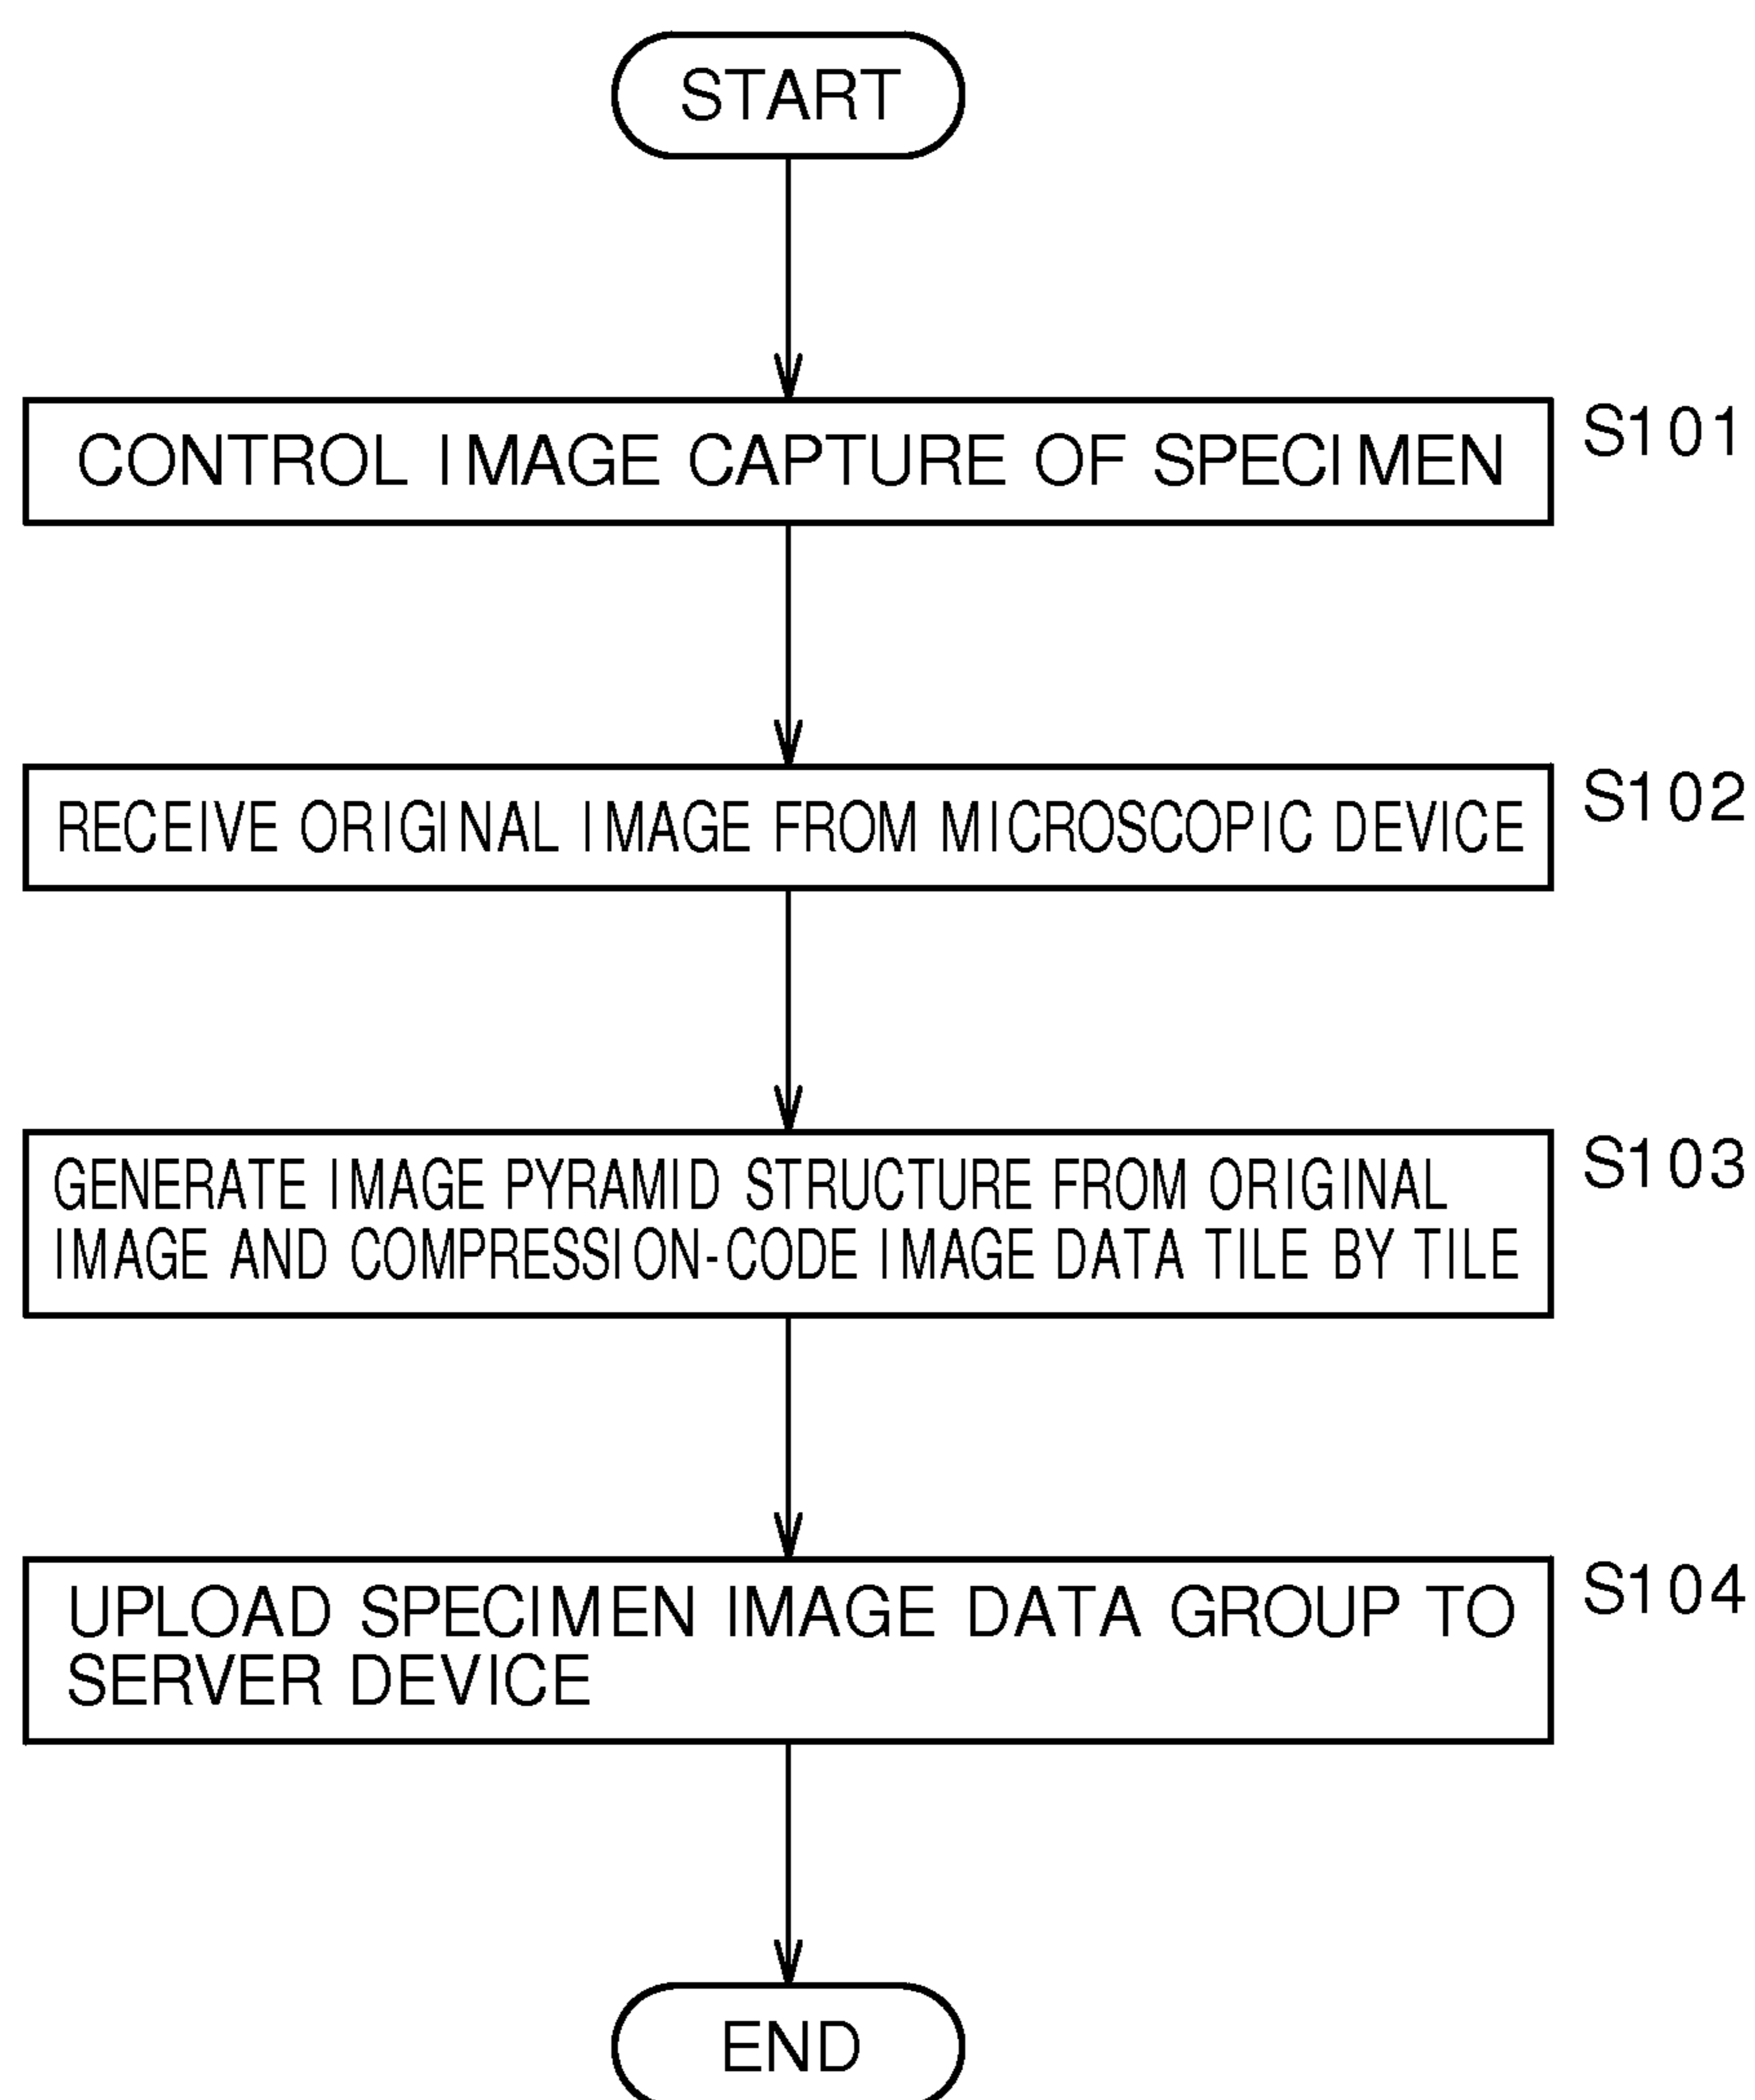 START
CONTROL IMAGE CAPTURE OF SPECIMEN
S101
RECEIVE ORIGINAL IMAGE FROM MICROSCOPIC DEVICE
S102
GENERATE IMAGE PYRAMID STRUCTURE FROM ORIGINAL
IMAGE AND COMPRESSION-CODE IMAGE DATA TILE BY TILE
S103
UPLOAD SPECIMEN IMAGE DATA GROUP TO
SERVER DEVICE
S104
END